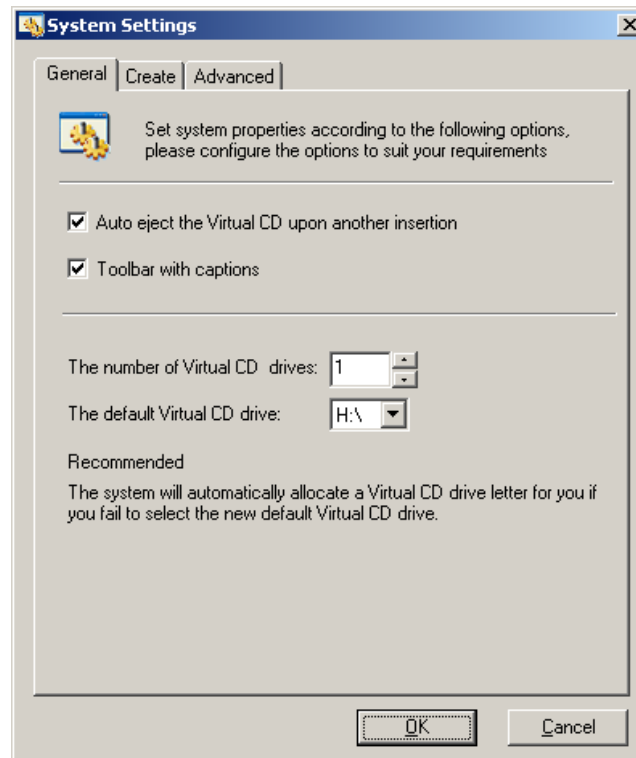 System Settings
General Create Advanced
Set system properties according to the following options,
please configure the options to suit your requirements
Auto eject the Virtual CD upon another insertion
Toolbar with captions
The number of Virtual CD drives: 1
The default Virtual CD drive: H:\
Recommended
The system will automatically allocate a Virtual CD drive letter for you if
you fail to select the new default Virtual CD drive.
OK Cancel